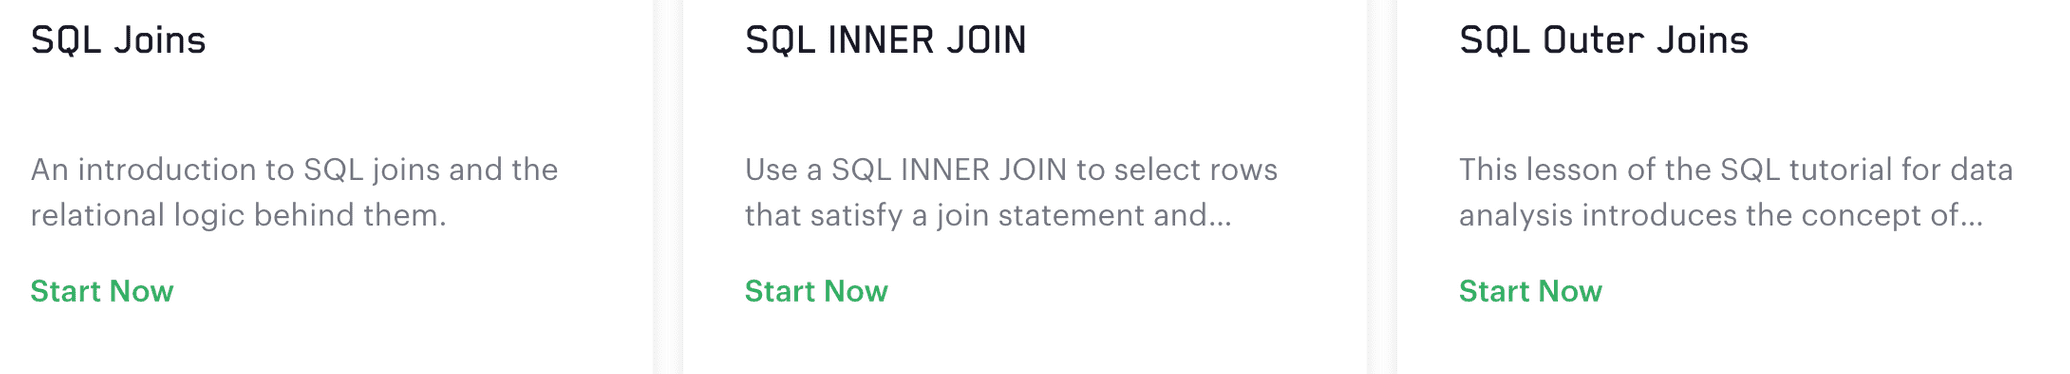 SQL Joins
An introduction to SQL joins and the
relational logic behind them.
Start Now
SQL INNER JOIN
Use a SQL INNER JOIN to select rows
that satisfy a join statement and...
Start Now
SQL Outer Joins
This lesson of the SQL tutorial for data
analysis introduces the concept of...
Start Now